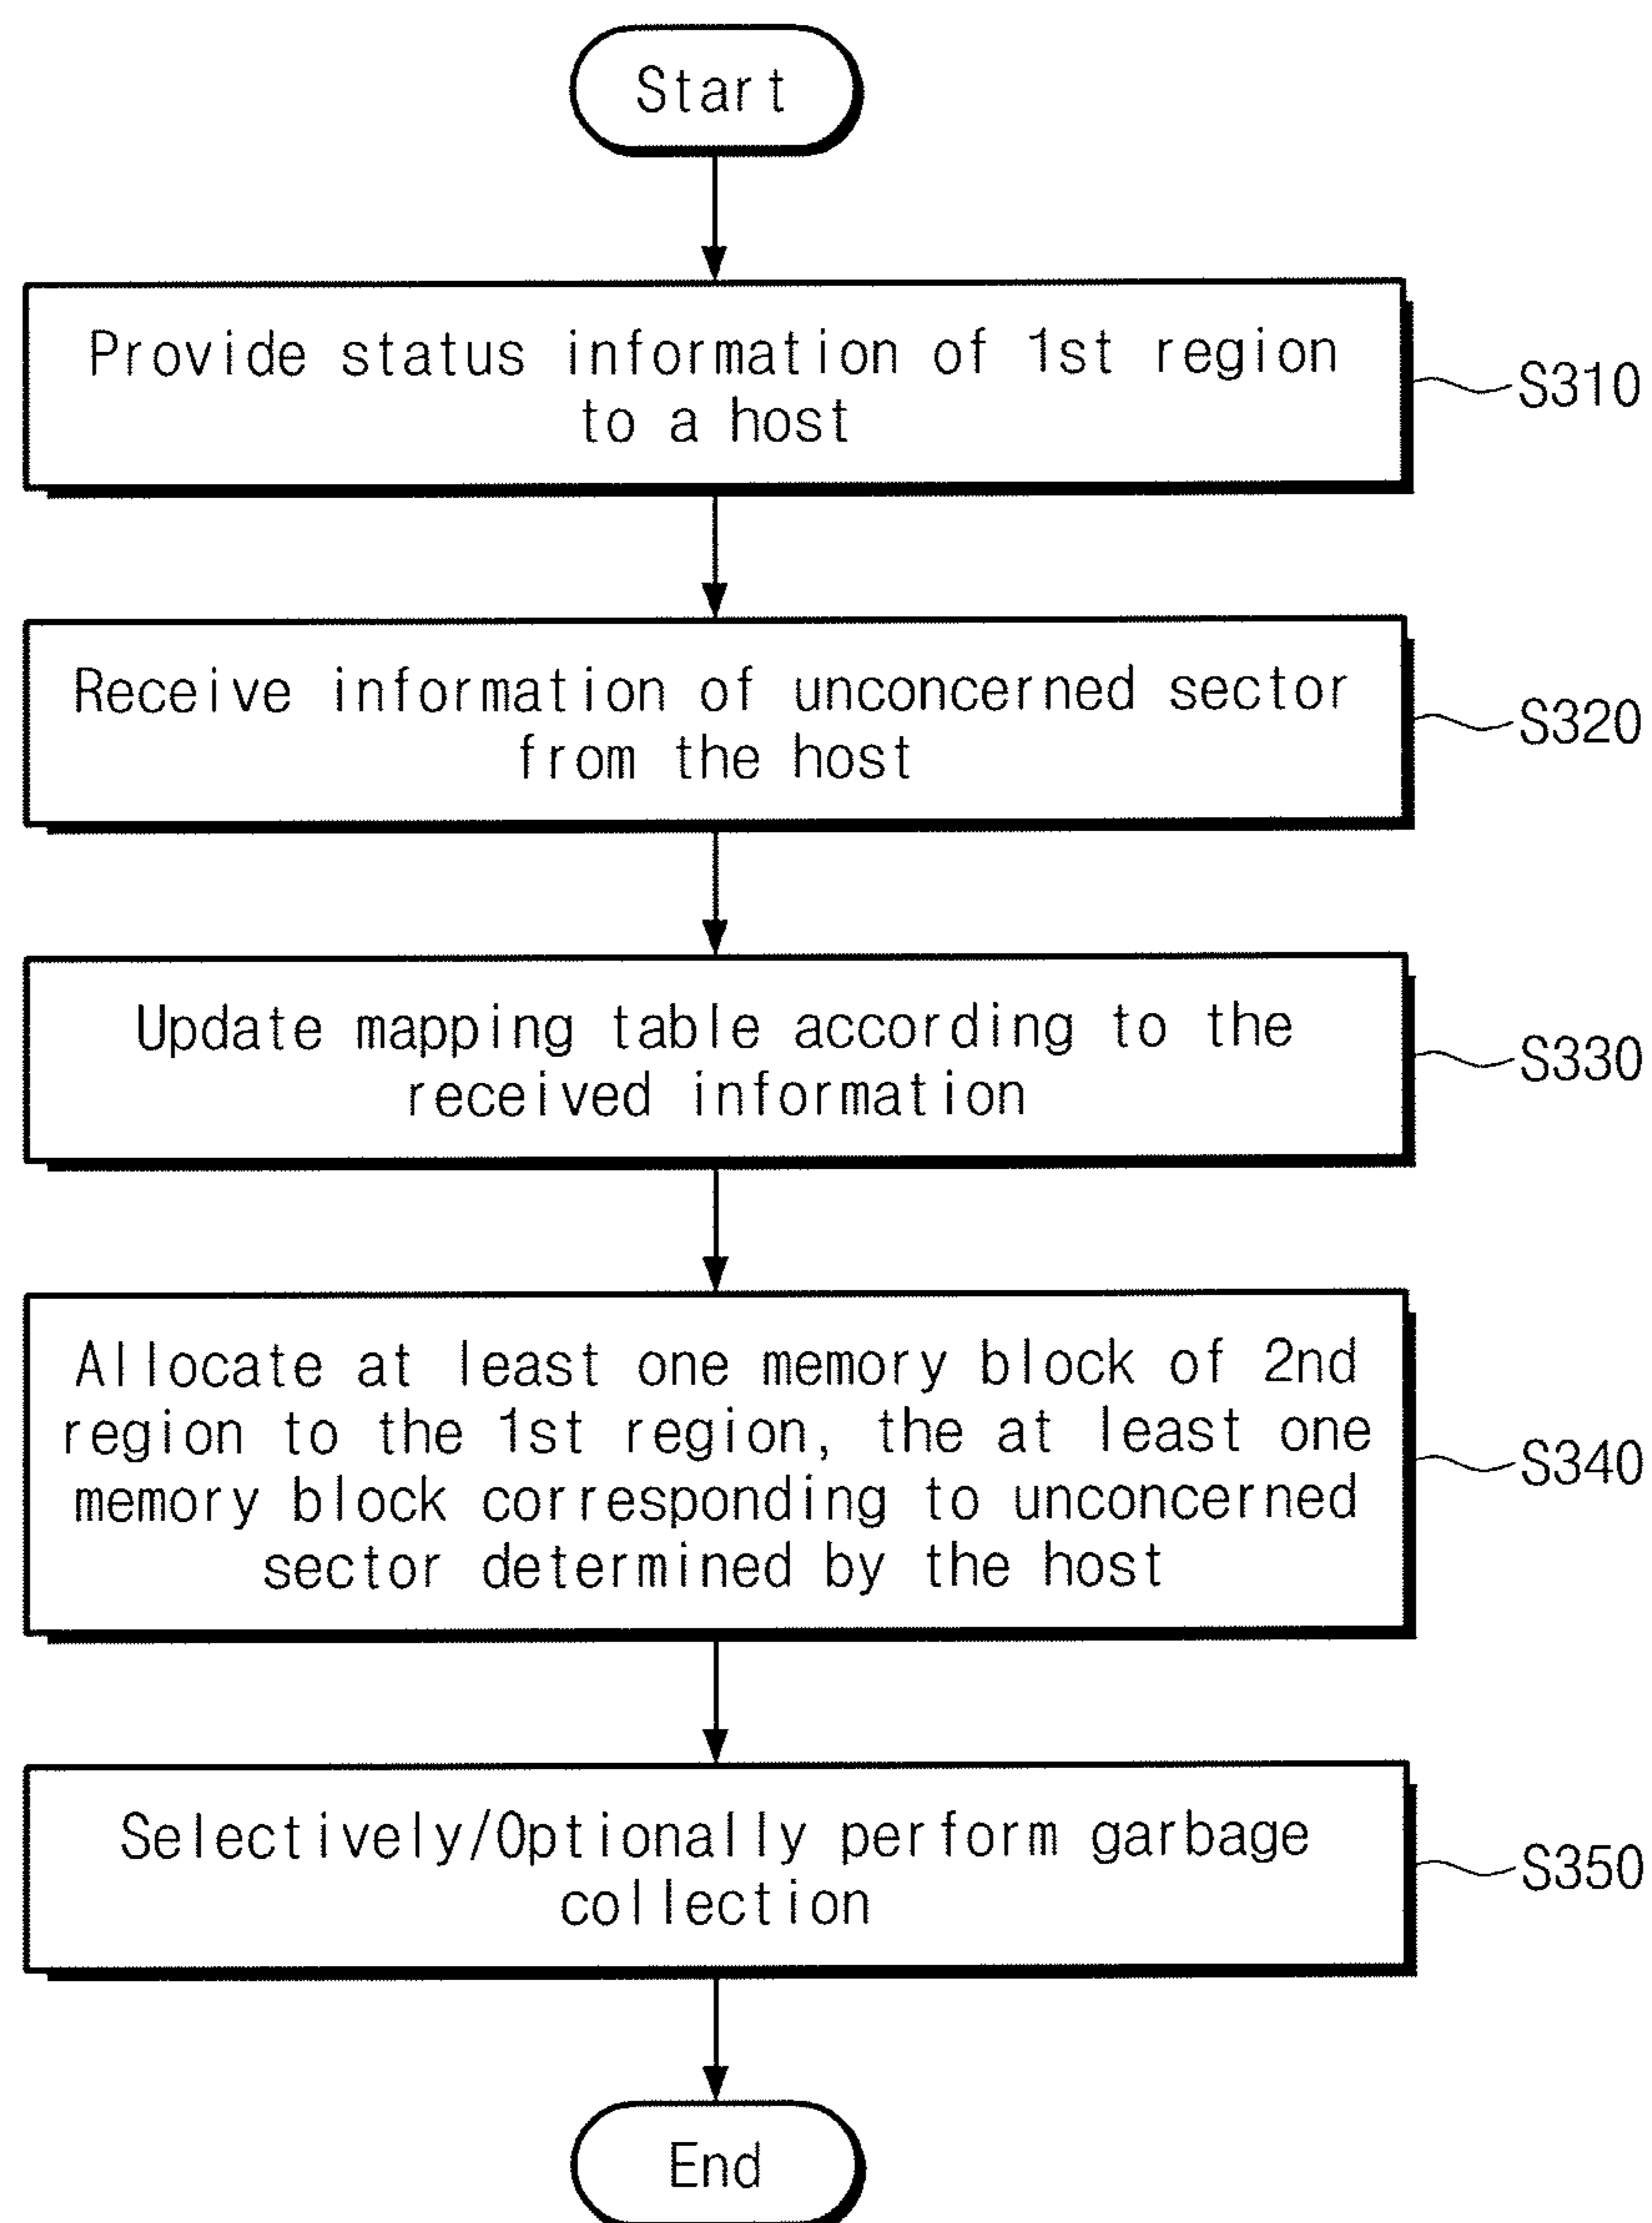 Start
Provide status information of 1st region
to a host
S310
Receive information of unconcerned sector
from the host
S320
Update mapping table according to the
received information
S330
Allocate at least one memory block of 2nd
region to the 1st region, the at least one
memory block corresponding to unconcerned
sector determined by the host
S340
Selectively/Optionally perform garbage
collection
S350
End